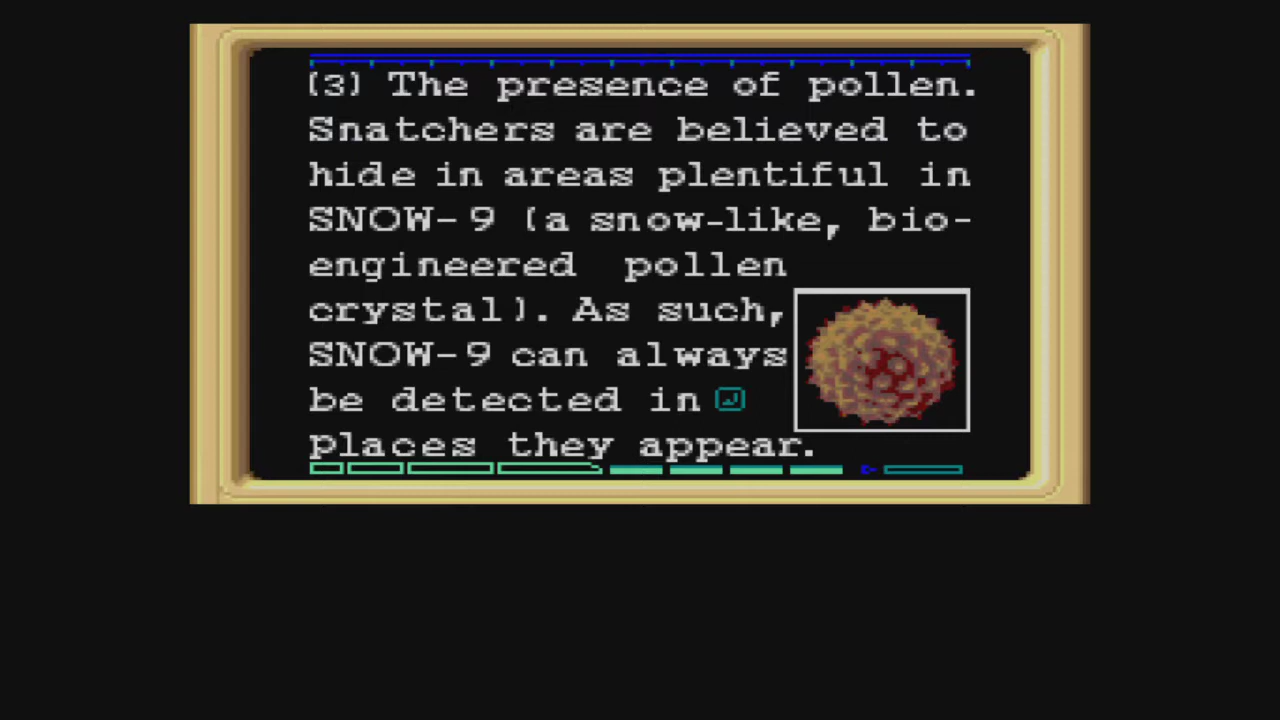 (3) The presence of pollen.
Snatchers are believed to
hide in areas plentiful in
SNOW-9 (a snow-like, bio-
engineered pollen
crystal). As such,
SNOW-9 can always
be detected in
places they appear.